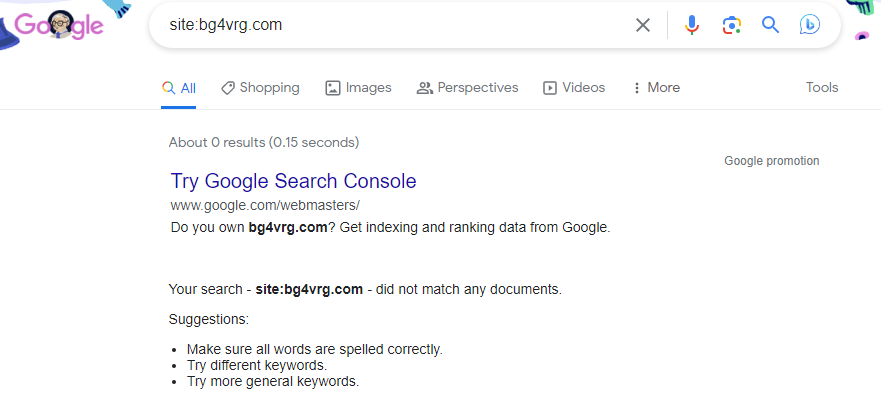 Google
site:bg4vrg.com
All Shopping Images Perspectives Videos More Tools
About 0 results (0.15 seconds)
Google promotion
Try Google Search Console
www.google.com/webmasters/
Do you own bg4vrg.com? Get indexing and ranking data from Google.
Your search - site:bg4vrg.com - did not match any documents.
Suggestions:
• Make sure all words are spelled correctly.
• Try different keywords.
• Try more general keywords.